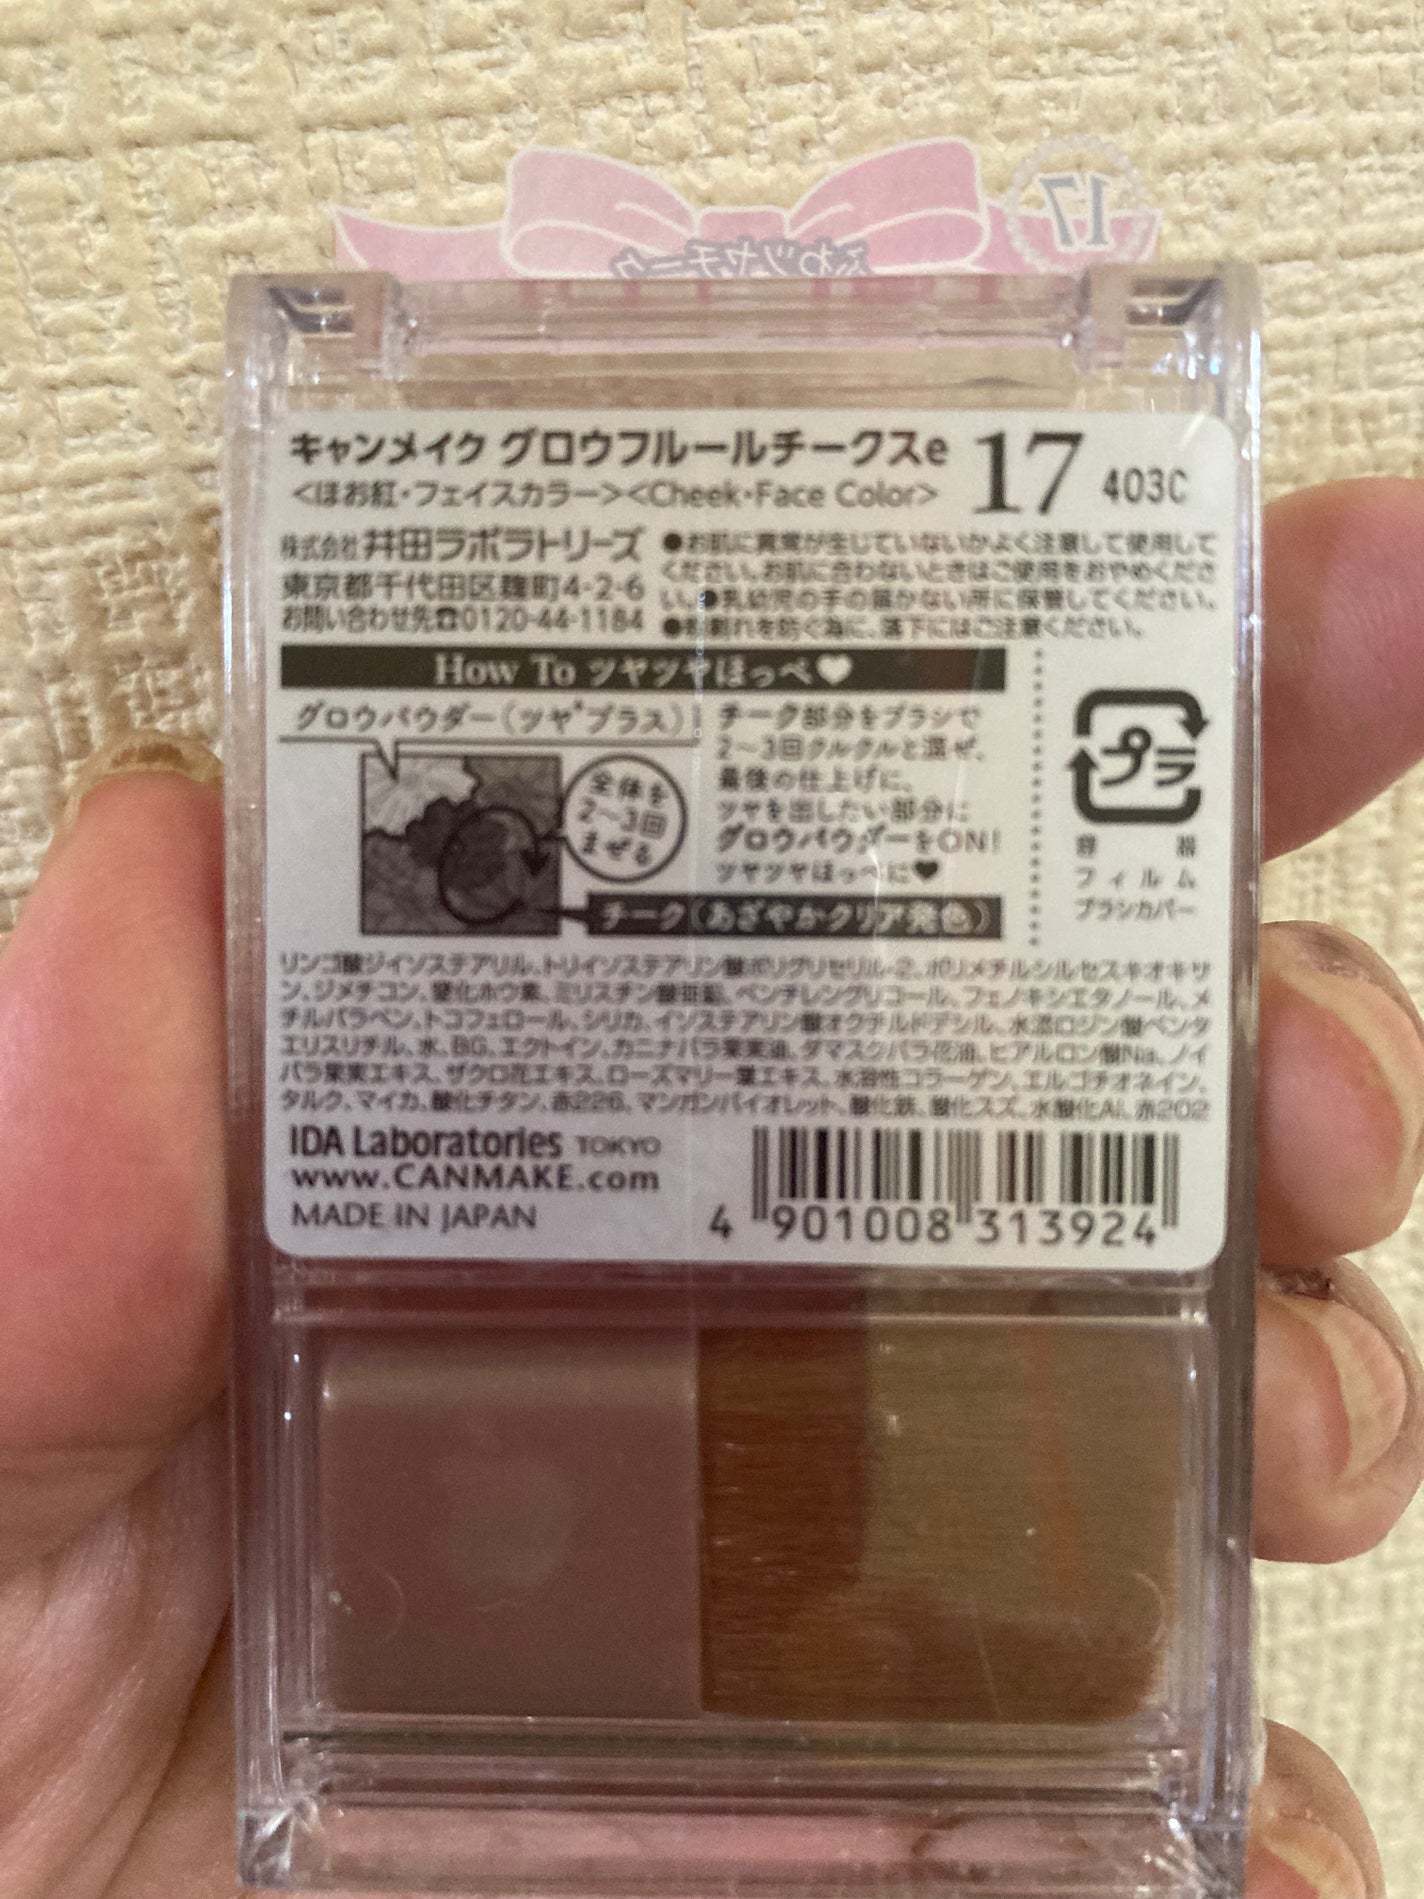 17
ふわツヤチーク
キャンメイク グロウフルールチークスe 17 403C
<ほお紅・フェイスカラー><Cheek・Face Color>
株式会社 井田ラボラトリーズ
東京都千代田区麹町4-2-6
お問い合わせ先☎0120-44-1184
●お肌に異常が生じていないかよく注意して使用して
ください。お肌に合わないときはご使用をおやめくださ
い。●乳幼児の手の届かない所に保管してください。
●粉割れを防ぐ為に、落下にはご注意ください。
How To ツヤツヤほっぺ♥
グロウパウダー(ツヤ*プラス)
全体を
2〜3回
まぜる
チーク部分をブラシで
2〜3回クルクルと混ぜ、
最後の仕上げに、
ツヤを出したい部分に
グロウパウダーをON!
ツヤツヤほっぺに♥
チーク(あざやかクリア発色)
プラ
容器
フィルム
ブラシカバー
リンゴ酸ジイソステアリル、トリイソステアリン酸ポリグリセリル-2、ポリメチルシルセスキオキサ
ン、ジメチコン、窒化ホウ素、ミリスチン酸亜鉛、ペンチレングリコール、フェノキシエタノール、メ
チルパラベン、トコフェロール、シリカ、イソステアリン酸オクチルドデシル、水添ロジン酸ペンタ
エリスリチル、水、BG、エクトイン、カニナバラ果実油、ダマスクバラ花油、ヒアルロン酸Na、ノイ
バラ果実エキス、ザクロ花エキス、ローズマリー葉エキス、水溶性コラーゲン、エルゴチオネイン、
タルク、マイカ、酸化チタン、赤226、マンガンバイオレット、酸化鉄、酸化スズ、水酸化Al、赤202
IDA Laboratories TOKYO
www.CANMAKE.com
MADE IN JAPAN
4 901008 313924